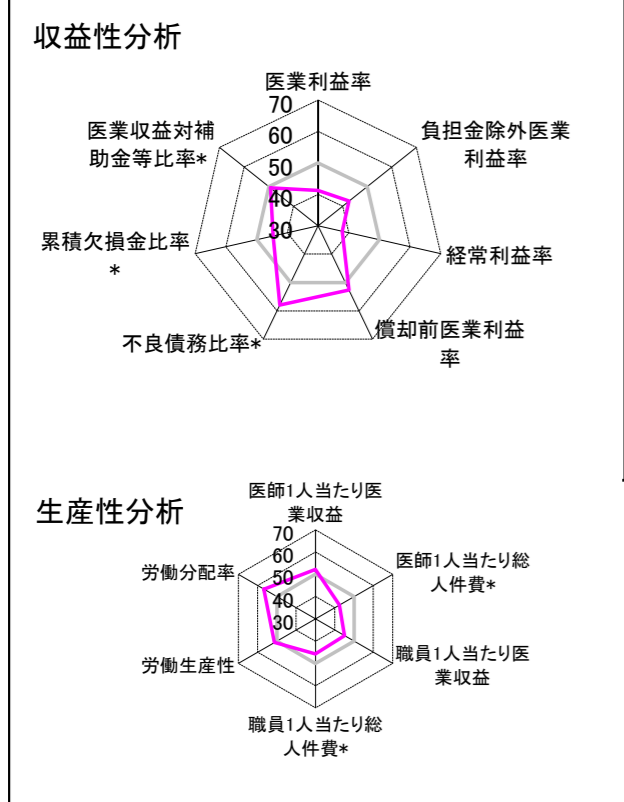 収益性分析
医業利益率
70
60
50
40
30
負担金除外医業
利益率
経常利益率
償却前医業利益
率
不良債務比率*
累積欠損金比率
*
医業収益対補
助金等比率*
生産性分析
医師1人当たり医
業収益
70
60
50
40
30
医師1人当たり総
人件費*
職員1人当たり医
業収益
職員1人当たり総
人件費*
労働生産性
労働分配率